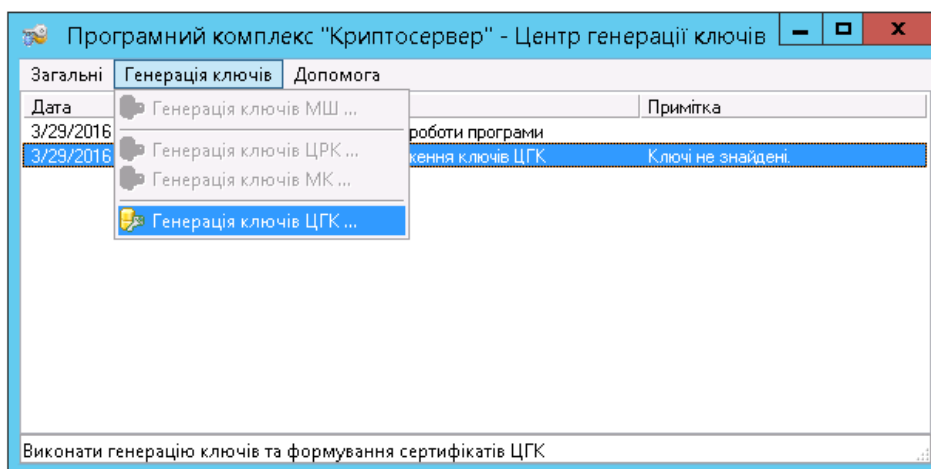 Програмний комплекс "Криптосервер" - Центр генерації ключів
Загальні Генерація ключів Допомога
Дата Примітка
Генерація ключів МШ ...
3/29/2016 роботи програми
Генерація ключів ЦРК ...
3/29/2016 ження ключів ЦГК Ключі не знайдені.
Генерація ключів МК ...
Генерація ключів ЦГК ...
Виконати генерацію ключів та формування сертифікатів ЦГК